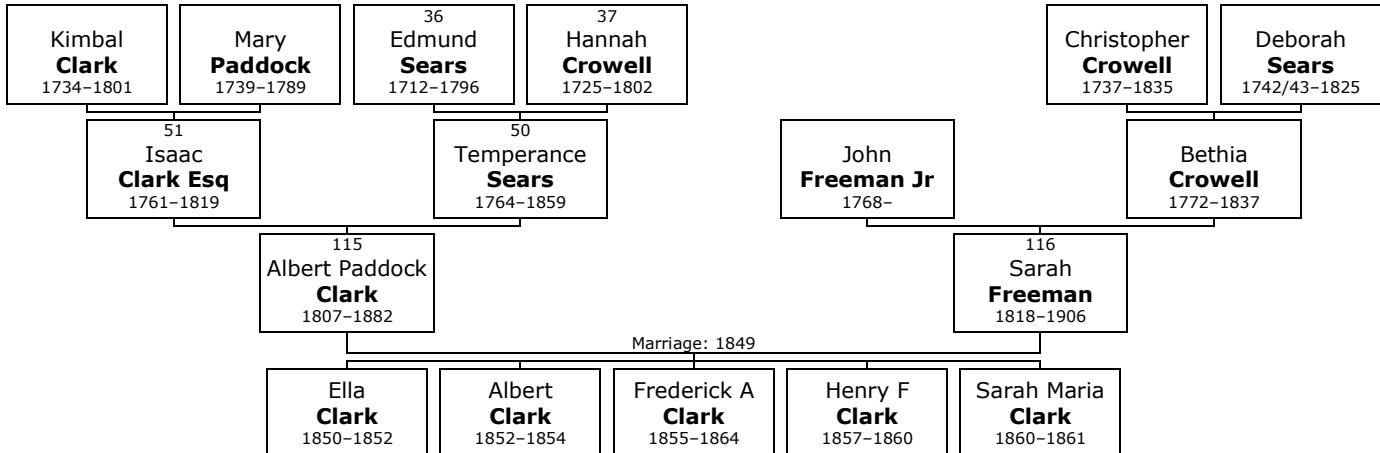 Kimbal
Clark
1734–1801
Mary
Paddock
1739–1789
36
Edmund
Sears
1712–1796
37
Hannah
Crowell
1725–1802
Christopher
Crowell
1737–1835
Deborah
Sears
1742/43–1825
51
Isaac
Clark Esq
1761–1819
50
Temperance
Sears
1764–1859
John
Freeman Jr
1768–
Bethia
Crowell
1772–1837
115
Albert Paddock
Clark
1807–1882
116
Sarah
Freeman
1818–1906
Marriage: 1849
Ella
Clark
1850–1852
Albert
Clark
1852–1854
Frederick A
Clark
1855–1864
Henry F
Clark
1857–1860
Sarah Maria
Clark
1860–1861